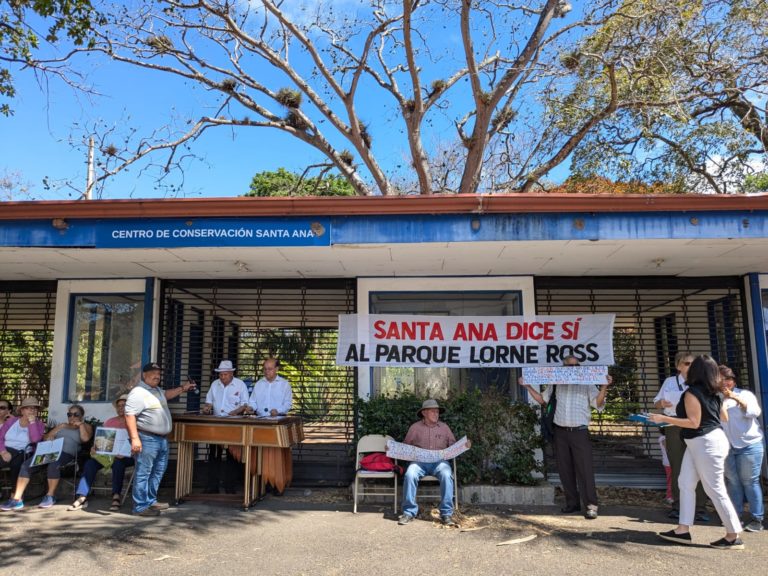 CENTRO DE CONSERVACIÓN SANTA ANA
SANTA ANA DICE SÍ
AL PARQUE LORNE ROSS